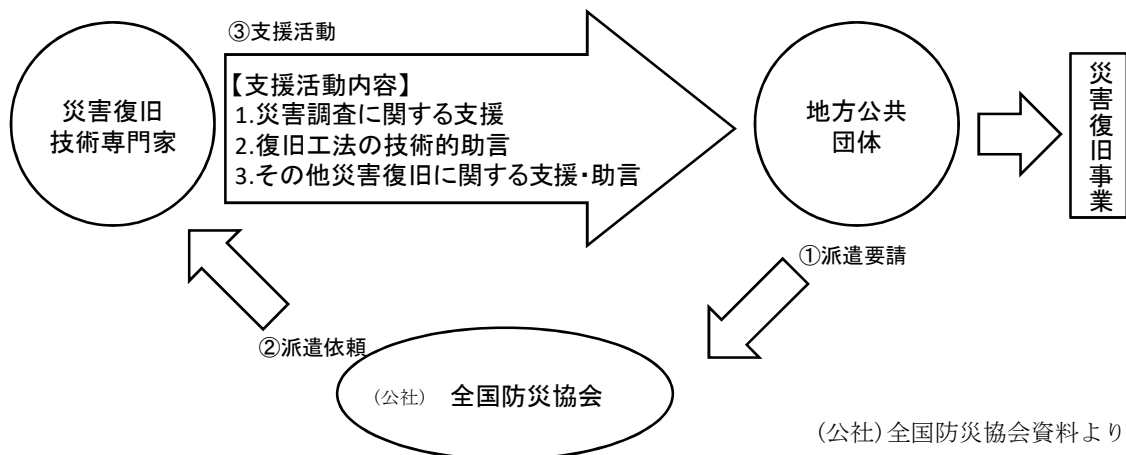 ③支援活動
【支援活動内容】
1.災害調査に関する支援
2.復旧工法の技術的助言
3.その他災害復旧に関する支援・助言
災害復旧
技術専門家
地方公共
団体
災害復旧事業
①派遣要請
②派遣依頼
(公社) 全国防災協会
(公社)全国防災協会資料より